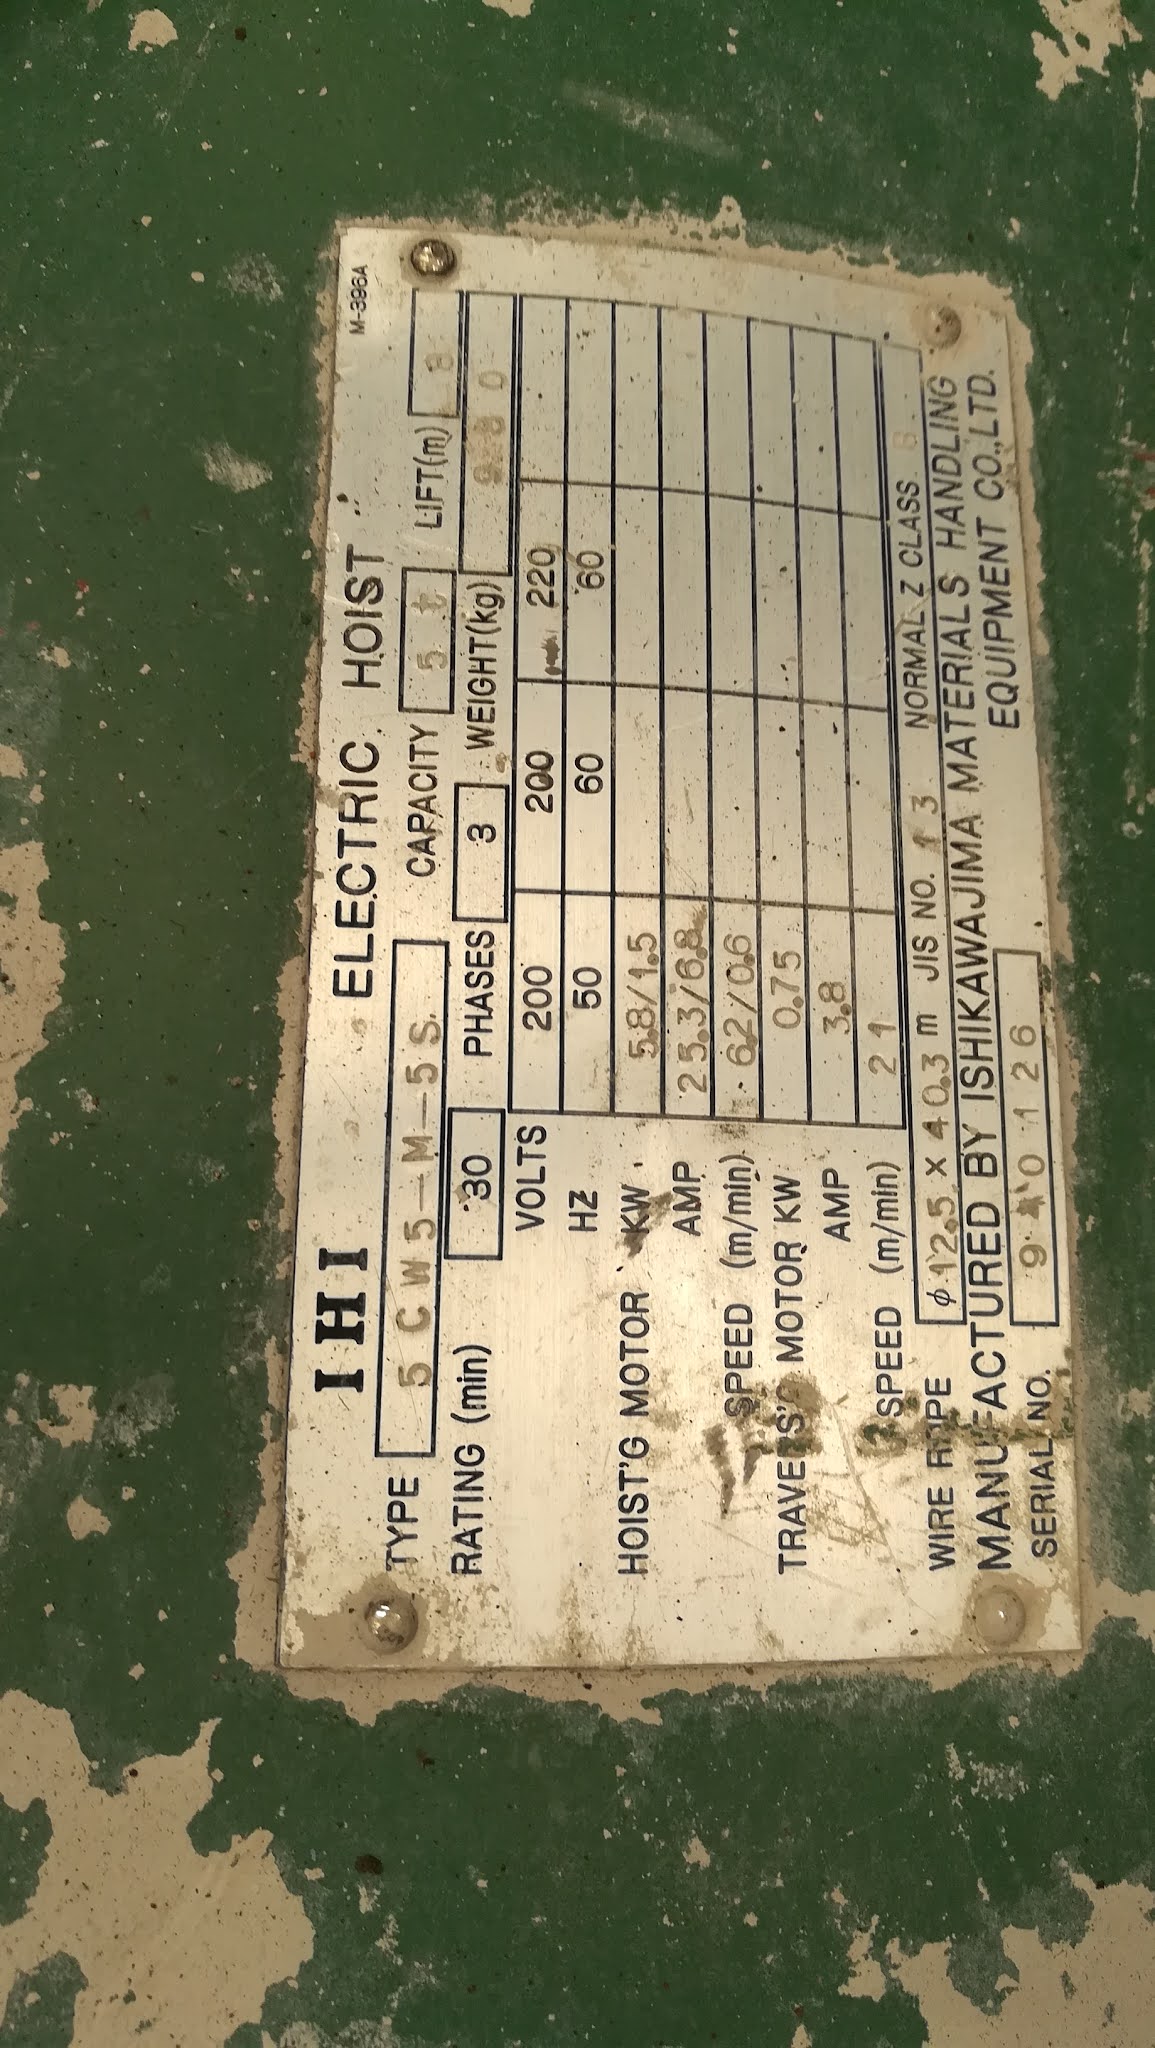 M-396A
IHI ELECTRIC HOIST
TYPE 5CW5-M-5S CAPACITY 5t LIFT(m) 8
RATING (min) 30 PHASES 3 WEIGHT(kg)
VOLTS 200 200 220
HZ 50 60 60
HOIST'G MOTOR KW 5.8/1.5
AMP 25.3/6.8
SPEED (m/min) 6.2/0.6
TRAVERS'G MOTOR KW 0.75
AMP 3.8
SPEED (m/min) 21
WIRE ROPE φ12.5 x 40.3 m JIS NO. 13 NORMAL Z CLASS
MANUFACTURED BY ISHIKAWAJIMA MATERIALS HANDLING
EQUIPMENT CO.,LTD.
SERIAL NO.